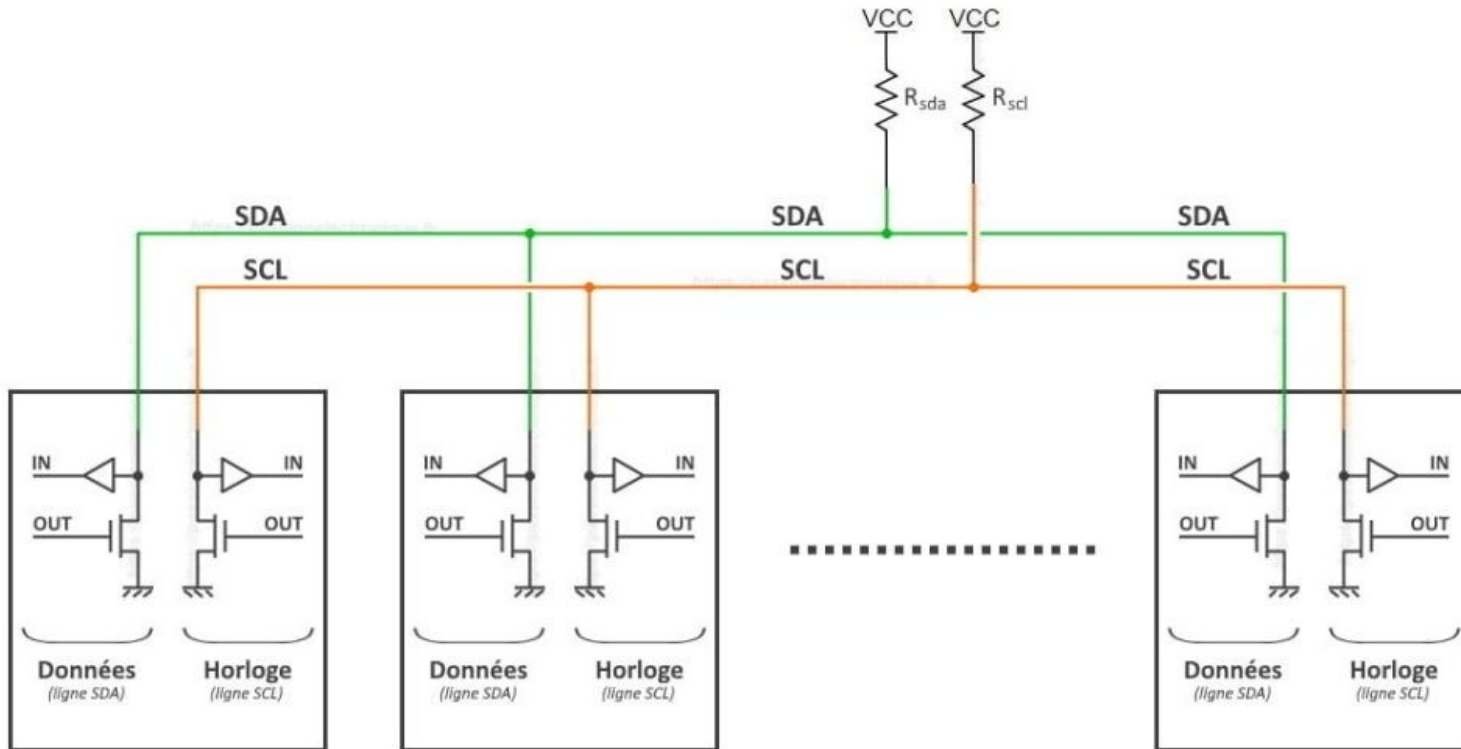 VCC VCC
Rsda Rscl
SDA SDA SDA
SCL SCL SCL
IN IN IN IN IN IN
OUT OUT OUT OUT OUT OUT
Données Horloge Données Horloge Données Horloge
(ligne SDA) (ligne SCL) (ligne SDA) (ligne SCL) (ligne SDA) (ligne SCL)